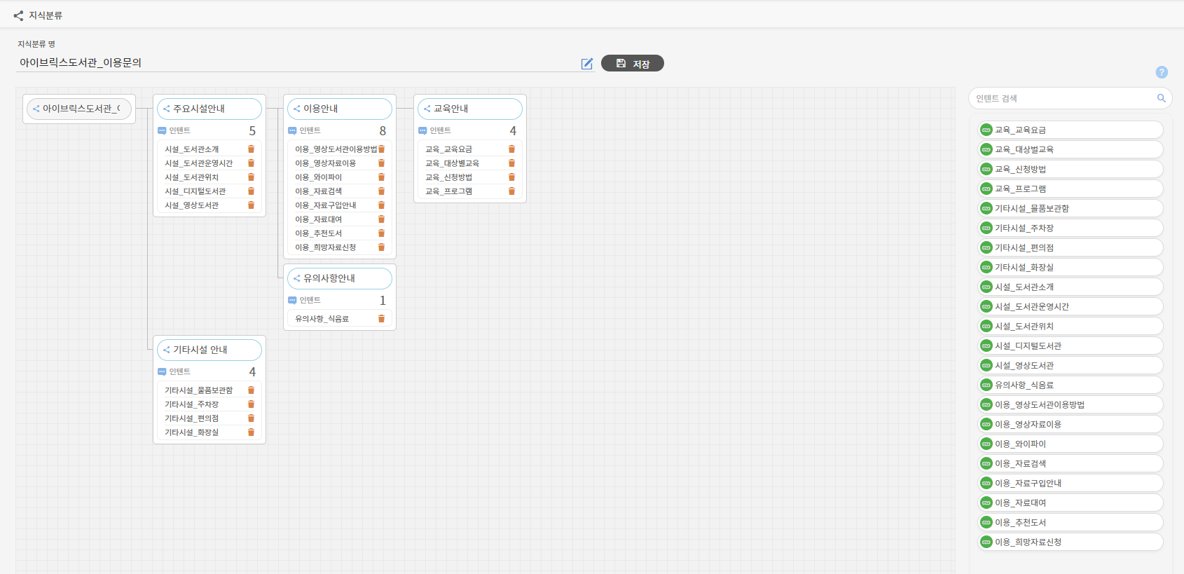 지식분류
지식분류 명
아이브릭스도서관_이용문의
저장
?
아이브릭스도서관_
주요시설안내
인텐트 5
시설_도서관소개
시설_도서관운영시간
시설_도서관위치
시설_디지털도서관
시설_영상도서관
이용안내
인텐트 8
이용_영상도서관이용방법
이용_영상자료이용
이용_와이파이
이용_자료검색
이용_자료구입안내
이용_자료대여
이용_추천도서
이용_희망자료신청
교육안내
인텐트 4
교육_교육요금
교육_대상별교육
교육_신청방법
교육_프로그램
유의사항안내
인텐트 1
유의사항_식음료
기타시설 안내
인텐트 4
기타시설_물품보관함
기타시설_주차장
기타시설_편의점
기타시설_화장실
인텐트 검색
교육_교육요금
교육_대상별교육
교육_신청방법
교육_프로그램
기타시설_물품보관함
기타시설_주차장
기타시설_편의점
기타시설_화장실
시설_도서관소개
시설_도서관운영시간
시설_도서관위치
시설_디지털도서관
시설_영상도서관
유의사항_식음료
이용_영상도서관이용방법
이용_영상자료이용
이용_와이파이
이용_자료검색
이용_자료구입안내
이용_자료대여
이용_추천도서
이용_희망자료신청